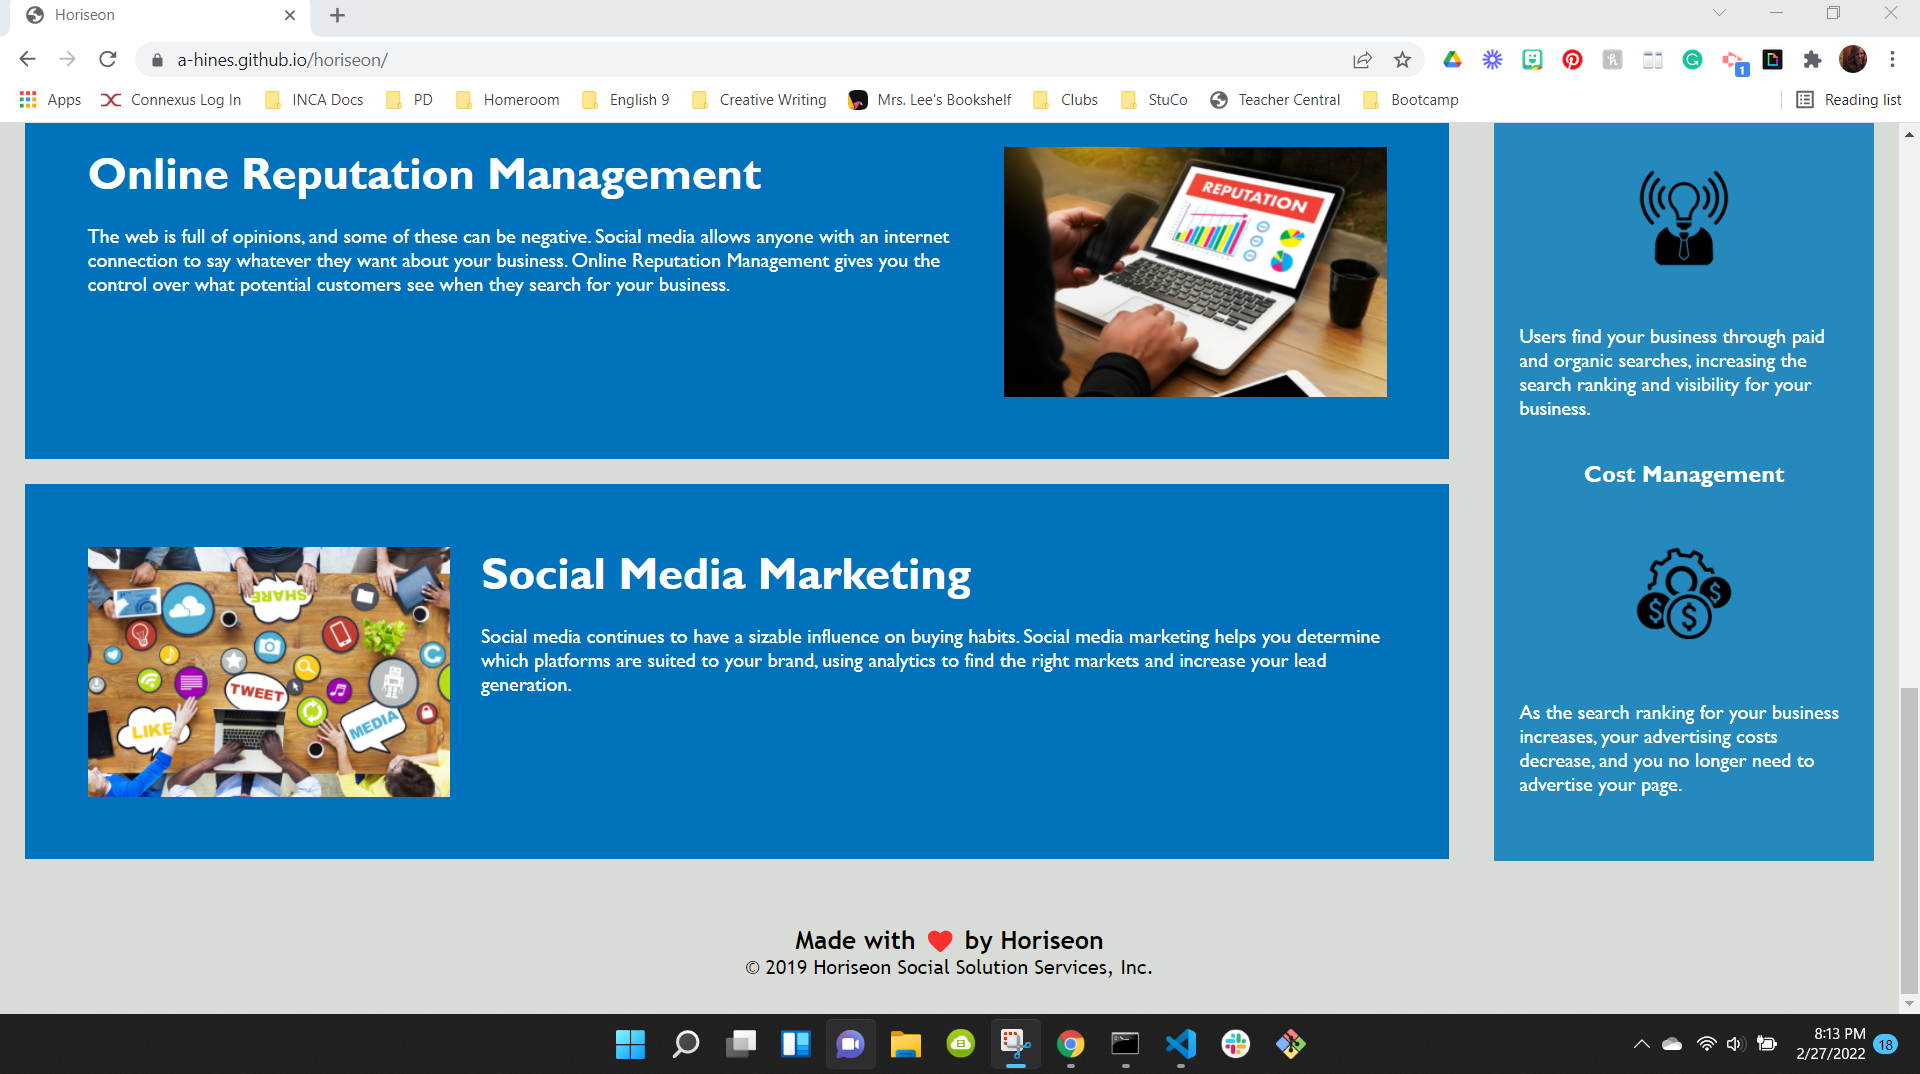 Horiseon
a-hines.github.io/horiseon/
1
Apps
Connexus Log In
INCA Docs
PD
Homeroom
English 9
Creative Writing
Mrs. Lee's Bookshelf
Clubs
StuCo
Teacher Central
Bootcamp
Reading list
Online Reputation Management
The web is full of opinions, and some of these can be negative. Social media allows anyone with an internet
connection to say whatever they want about your business. Online Reputation Management gives you the
control over what potential customers see when they search for your business.
REPUTATION
Users find your business through paid
and organic searches, increasing the
search ranking and visibility for your
business.
Cost Management
SHARE
TWEET
LIKE
MEDIA
Social Media Marketing
Social media continues to have a sizable influence on buying habits. Social media marketing helps you determine
which platforms are suited to your brand, using analytics to find the right markets and increase your lead
generation.
$ $ $
As the search ranking for your business
increases, your advertising costs
decrease, and you no longer need to
advertise your page.
Made with ❤ by Horiseon
© 2019 Horiseon Social Solution Services, Inc.
8:13 PM
2/27/2022
18